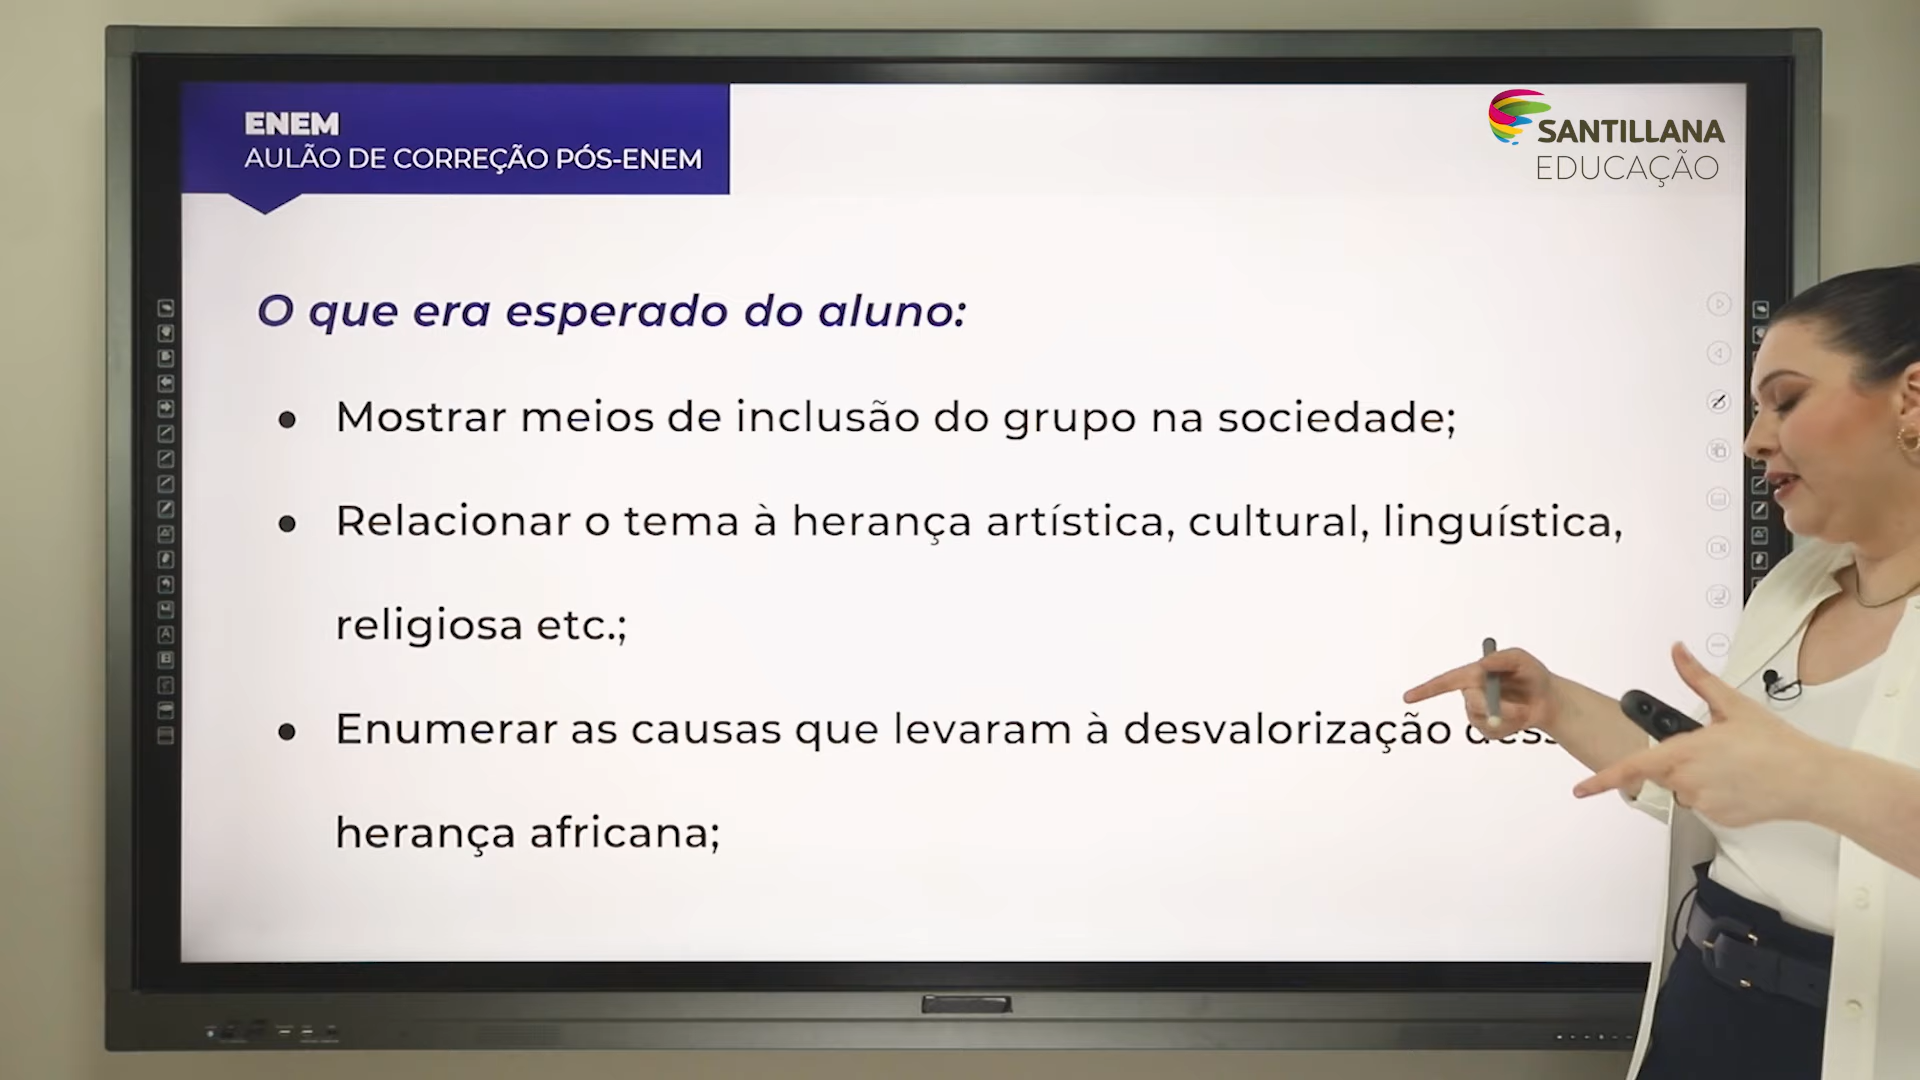 ENEM
AULÃO DE CORREÇÃO PÓS-ENEM
SANTILLANA
EDUCAÇÃO
O que era esperado do aluno:
• Mostrar meios de inclusão do grupo na sociedade;
• Relacionar o tema à herança artística, cultural, linguística,
religiosa etc.;
• Enumerar as causas que levaram à desvalorização
herança africana;